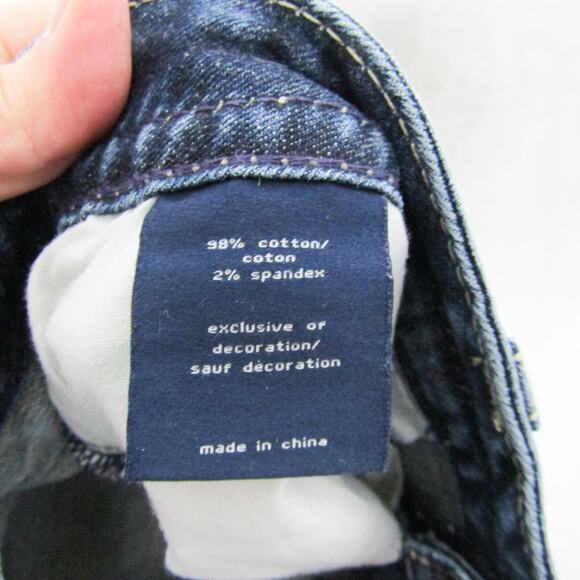 98% cotton/
coton
2% spandex
exclusive of
decoration/
sauf décoration
made in china